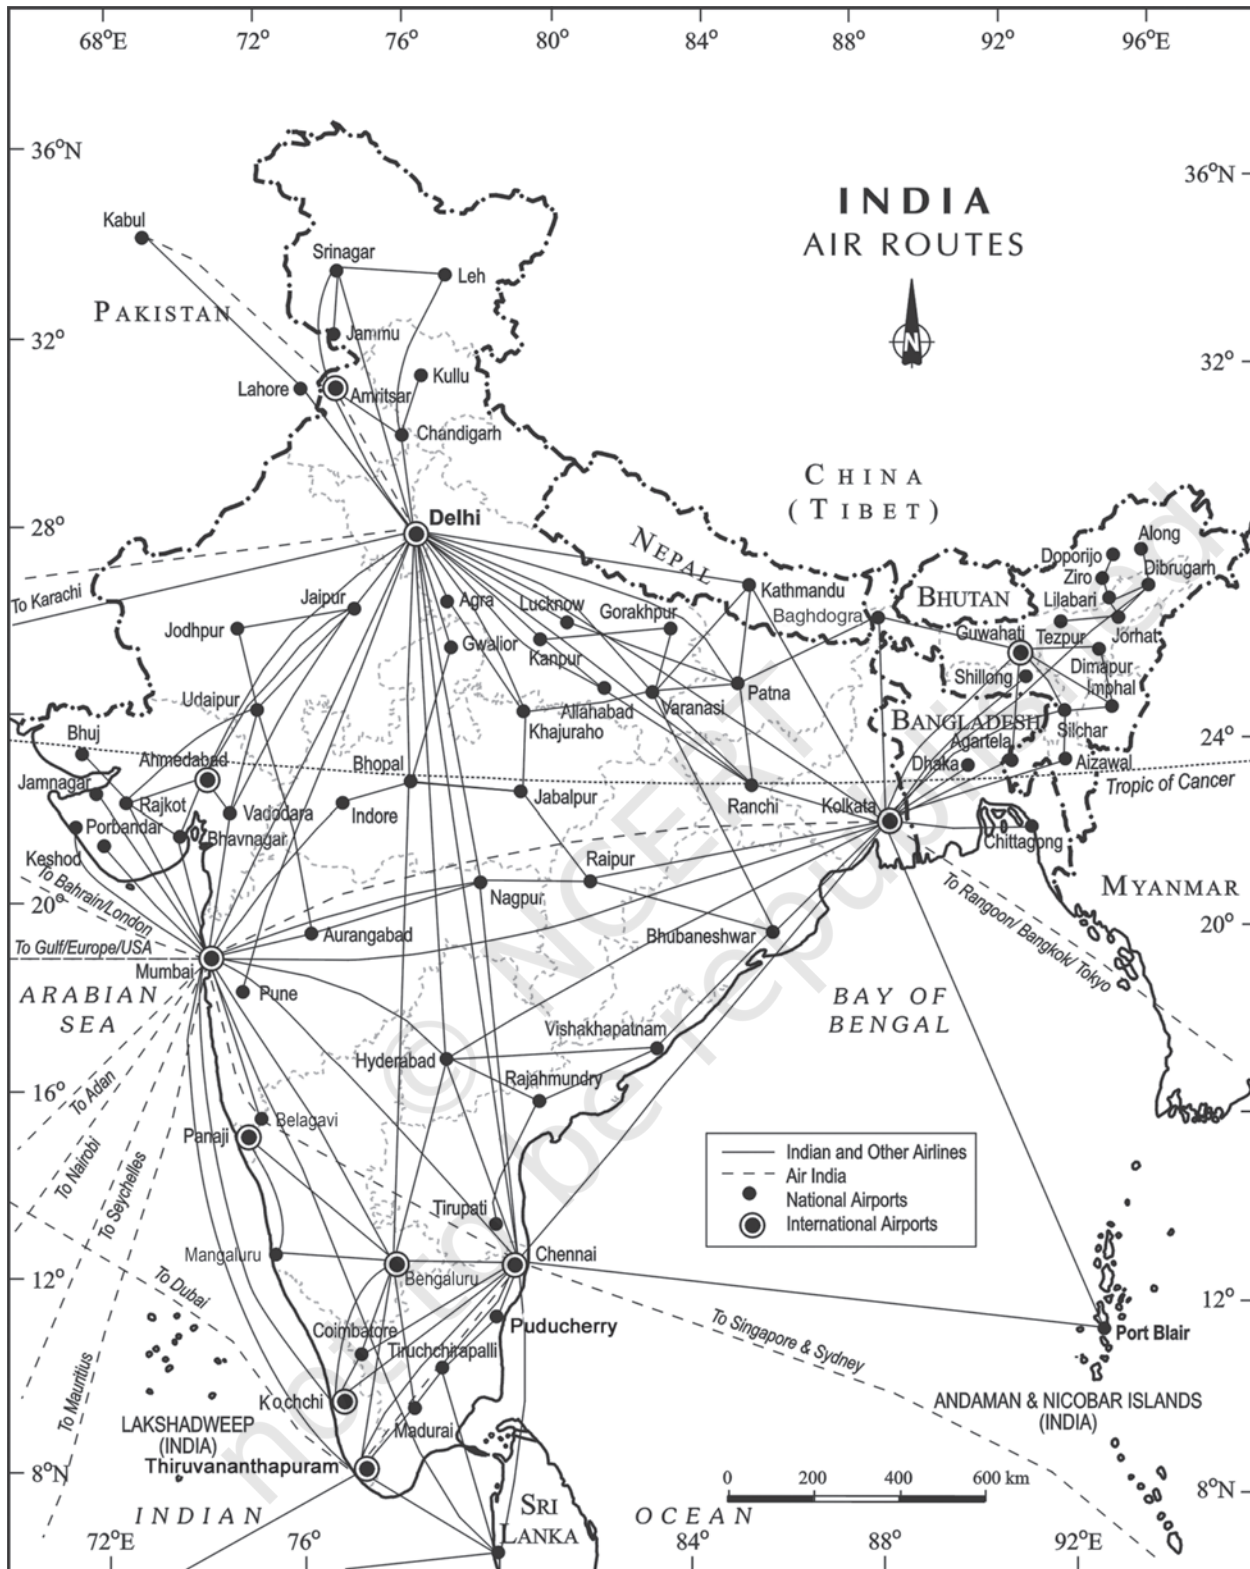 68°E 72° 76° 80° 84° 88° 92° 96°E
36°N
36°N
INDIA
AIR ROUTES
N
Kabul
Srinagar
Leh
PAKISTAN
Jammu
32°
32°
Kullu
Lahore
Amritsar
Chandigarh
CHINA
(TIBET)
28°
Delhi
NEPAL
Along
Doporijo
Dibrugarh
Ziro
Lilabari
To Karachi
Jaipur
Agra
Lucknow
Gorakhpur
Kathmandu
Baghdogra
BHUTAN
Jodhpur
Gwalior
Kanpur
Guwahati
Tezpur
Jorhat
Dimapur
Shillong
Imphal
Udaipur
Allahabad
Varanasi
Patna
Khajuraho
BANGLADESH
Silchar
24°
Bhuj
Ahmedabad
Bhopal
Agartela
Dhaka
Aizawal
Tropic of Cancer
Jamnagar
Rajkot
Vadodara
Indore
Jabalpur
Ranchi
Kolkata
Porbandar
Bhavnagar
Chittagong
Keshod
Raipur
To Bahrain/London
Nagpur
MYANMAR
20°
20°
To Rangoon/ Bangkok/ Tokyo
To Gulf/Europe/USA
Aurangabad
Bhubaneshwar
Mumbai
Pune
ARABIAN
SEA
BAY OF
BENGAL
Vishakhapatnam
Hyderabad
Rajahmundry
16°
To Adan
Belagavi
Panaji
To Nairobi
To Seychelles
Indian and Other Airlines
Air India
National Airports
International Airports
Tirupati
Mangaluru
Chennai
Bengaluru
12°
12°
To Dubai
Puducherry
Port Blair
Coimbatore
Tiruchchirapalli
To Singapore & Sydney
To Mauritius
Kochchi
Madurai
LAKSHADWEEP
(INDIA)
ANDAMAN & NICOBAR ISLANDS
(INDIA)
Thiruvananthapuram
8°N
8°N
0 200 400 600 km
SRI
LANKA
INDIAN OCEAN
72°E 76° 84° 88° 92°E
© NCERT
not to be republished